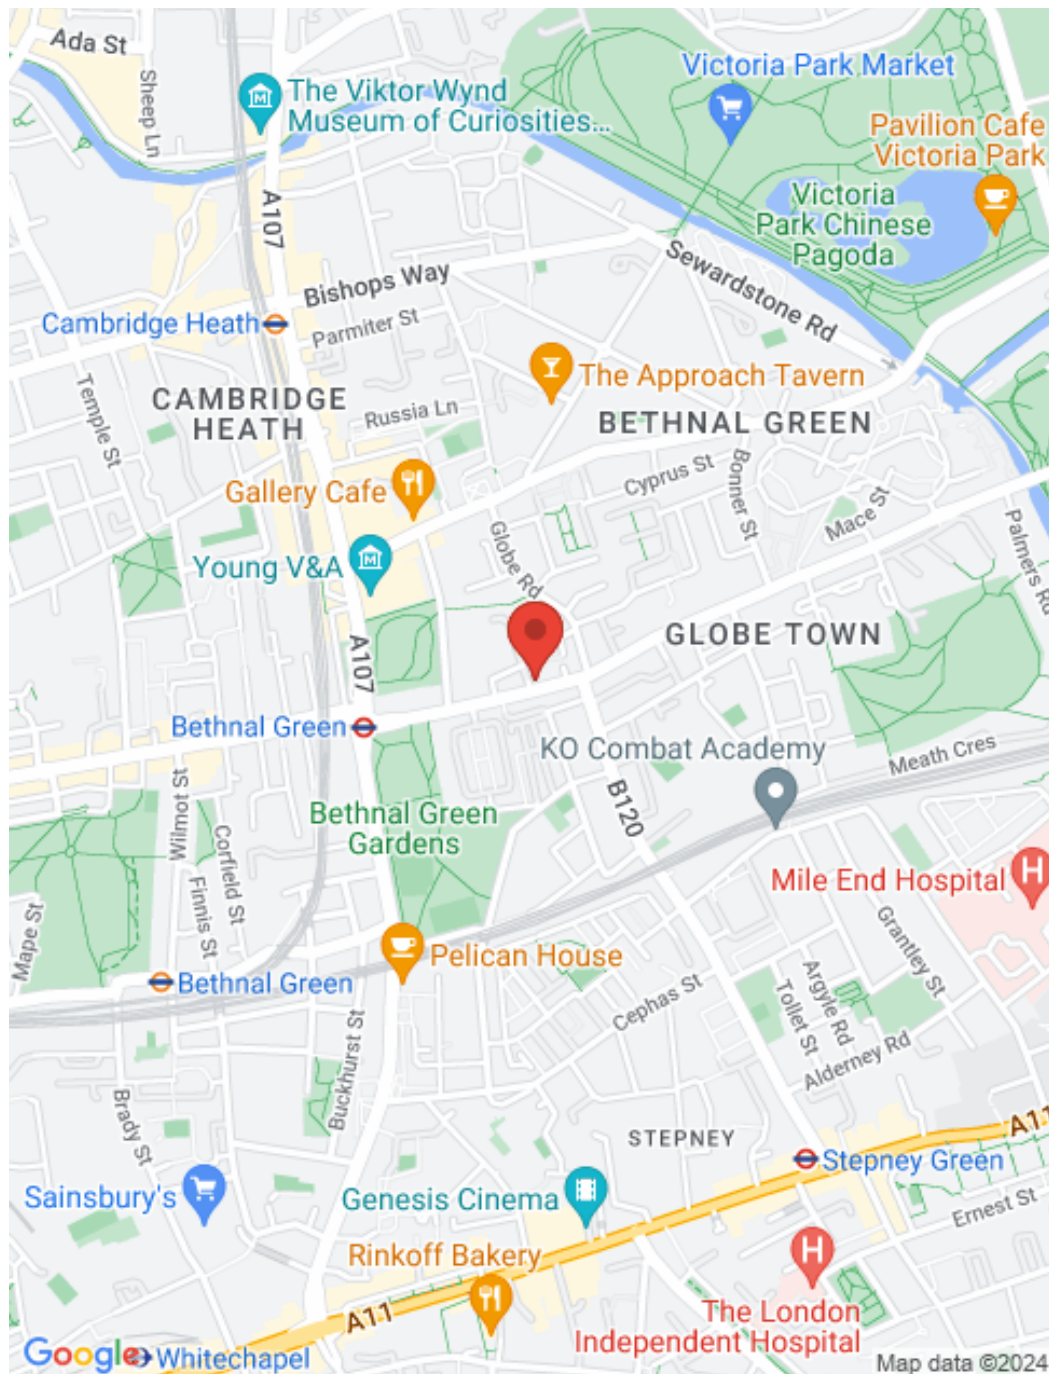 Ada St
Sheep Ln
The Viktor Wynd
Museum of Curiosities...
Victoria Park Market
Pavilion Cafe
Victoria Park
Victoria
Park Chinese
Pagoda
A107
Bishops Way
Sewardstone Rd
Cambridge Heath
Parmiter St
The Approach Tavern
CAMBRIDGE
HEATH
Temple St
Russia Ln
BETHNAL GREEN
Gallery Cafe
Cyprus St
Bonner St
Mace St
Palmers Rd
Globe Rd
Young V&A
GLOBE TOWN
A107
Bethnal Green
KO Combat Academy
Meath Cres
B120
Bethnal Green
Gardens
Wilmot St
Corfield St
Finnis St
Mape St
Mile End Hospital
Grantley St
Pelican House
Bethnal Green
Cephas St
Argyle Rd
Tollet St
Alderney Rd
Buckhurst St
Brady St
STEPNEY
A11
Stepney Green
Sainsbury's
Genesis Cinema
Ernest St
Rinkoff Bakery
A11
The London
Independent Hospital
Google
Whitechapel
Map data ©2024